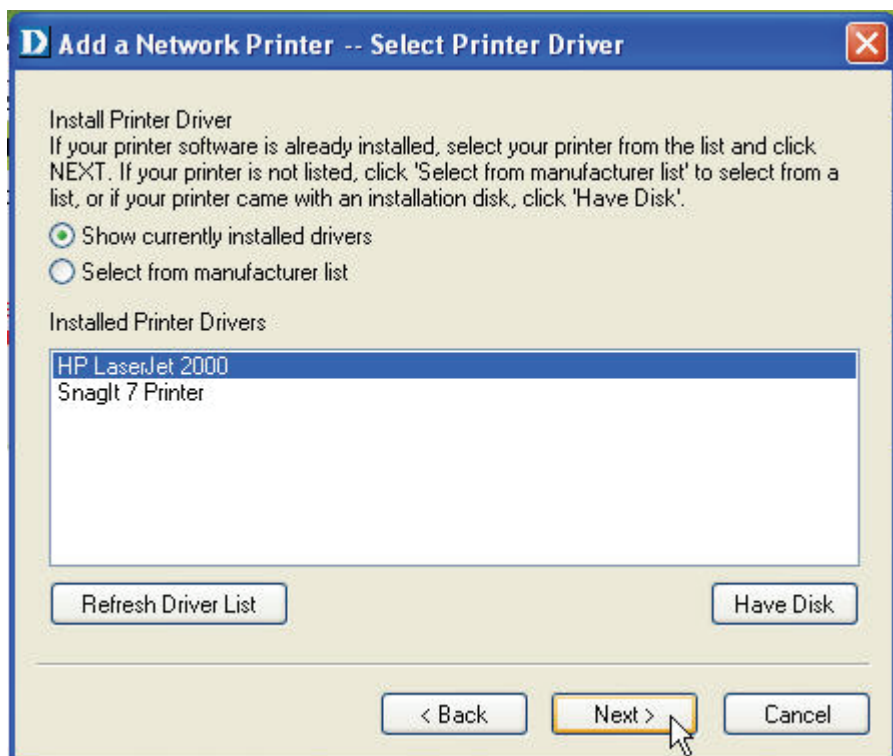 D Add a Network Printer -- Select Printer Driver
Install Printer Driver
If your printer software is already installed, select your printer from the list and click
NEXT. If your printer is not listed, click 'Select from manufacturer list' to select from a
list, or if your printer came with an installation disk, click 'Have Disk'.
Show currently installed drivers
Select from manufacturer list
Installed Printer Drivers
HP LaserJet 2000
SnagIt 7 Printer
Refresh Driver List Have Disk
< Back Next > Cancel